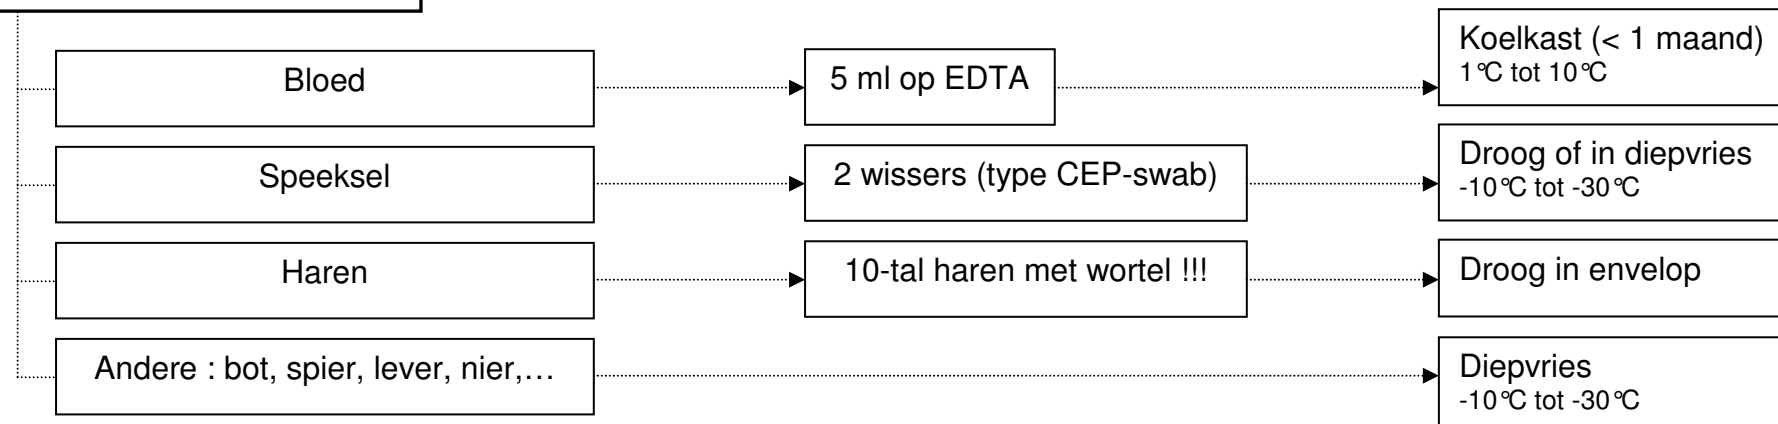 Bloed
5 ml op EDTA
Koelkast (< 1 maand)
1°C tot 10°C
Speeksel
2 wissers (type CEP-swab)
Droog of in diepvries
-10°C tot -30°C
Haren
10-tal haren met wortel !!!
Droog in envelop
Andere : bot, spier, lever, nier,…
Diepvries
-10°C tot -30°C